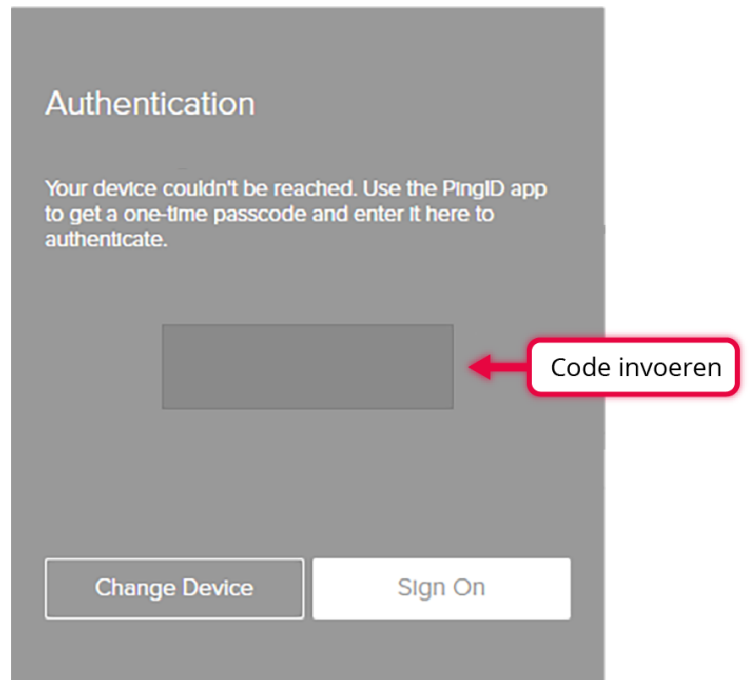 Authentication
Your device couldn't be reached. Use the PingID app
to get a one-time passcode and enter it here to
authenticate.
Code invoeren
Change Device
Sign On